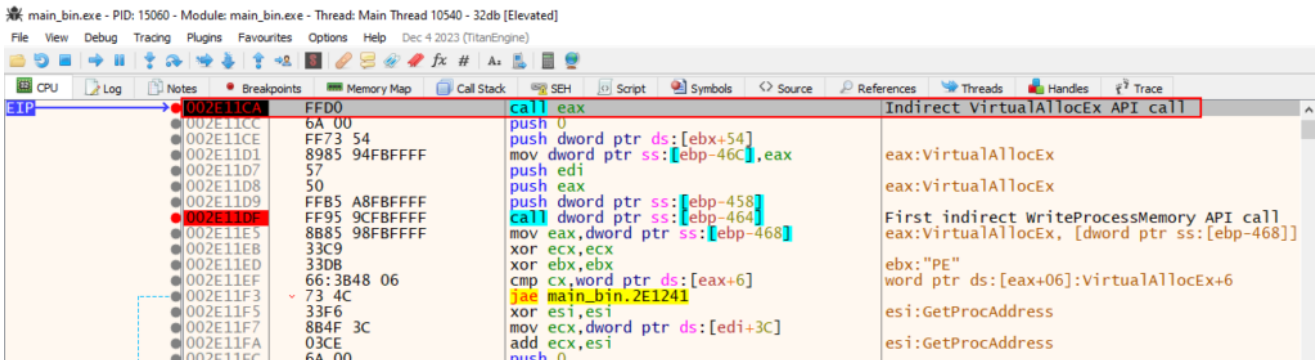 main_bin.exe - PID: 15060 - Module: main_bin.exe - Thread: Main Thread 10540 - 32db [Elevated]
File View Debug Tracing Plugins Favourites Options Help Dec 4 2023 (TitanEngine)
CPU Log Notes Breakpoints Memory Map Call Stack SEH Script Symbols Source References Threads Handles Trace
EIP 002E11CA FFD0 call eax Indirect VirtualAllocEx API call
002E11CC 6A 00 push 0
002E11CE FF73 54 push dword ptr ds:[ebx+54]
002E11D1 8985 94FBFFFF mov dword ptr ss:[ebp-46C],eax eax:VirtualAllocEx
002E11D7 57 push edi
002E11D8 50 push eax eax:VirtualAllocEx
002E11D9 FFB5 A8FBFFFF push dword ptr ss:[ebp-458]
002E11DF FF95 9CFBFFFF call dword ptr ss:[ebp-464] First indirect WriteProcessMemory API call
002E11E5 8B85 98FBFFFF mov eax,dword ptr ss:[ebp-468] eax:VirtualAllocEx, [dword ptr ss:[ebp-468]]
002E11EB 33C9 xor ecx,ecx
002E11ED 33DB xor ebx,ebx ebx:"PE"
002E11EF 66:3B48 06 cmp cx,word ptr ds:[eax+6] word ptr ds:[eax+06]:VirtualAllocEx+6
002E11F3 73 4C jae main_bin.2E1241
002E11F5 33F6 xor esi,esi esi:GetProcAddress
002E11F7 8B4F 3C mov ecx,dword ptr ds:[edi+3C]
002E11FA 03CE add ecx,esi esi:GetProcAddress
002E11FC 6A 00 push 0